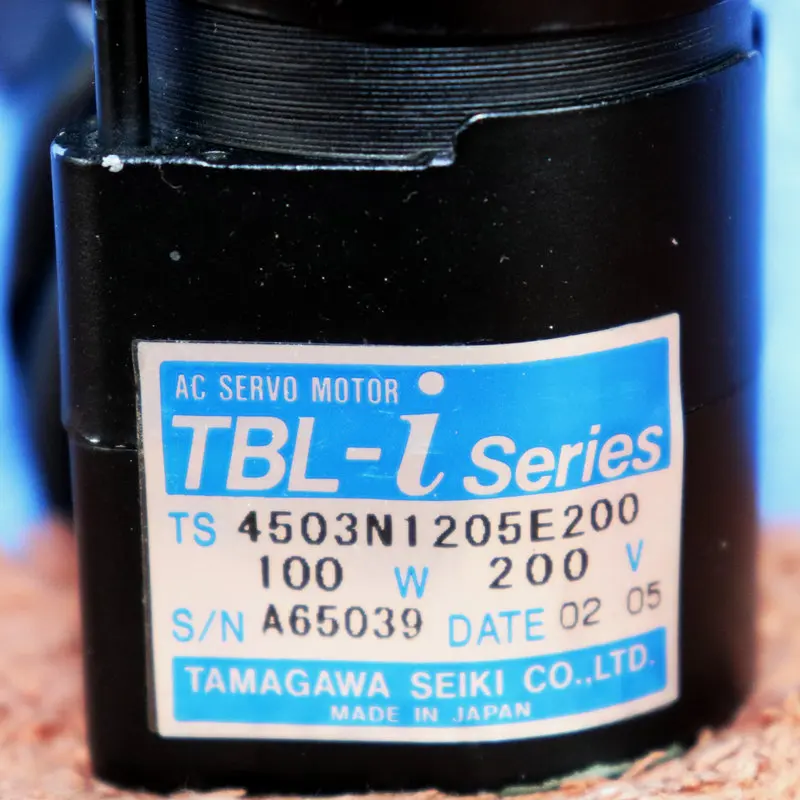 AC SERVO MOTOR
TBL-i Series
TS 4503N1205E200
100 W 200 V
S/N A65039 DATE 02 05
TAMAGAWA SEIKI CO.,LTD.
MADE IN JAPAN